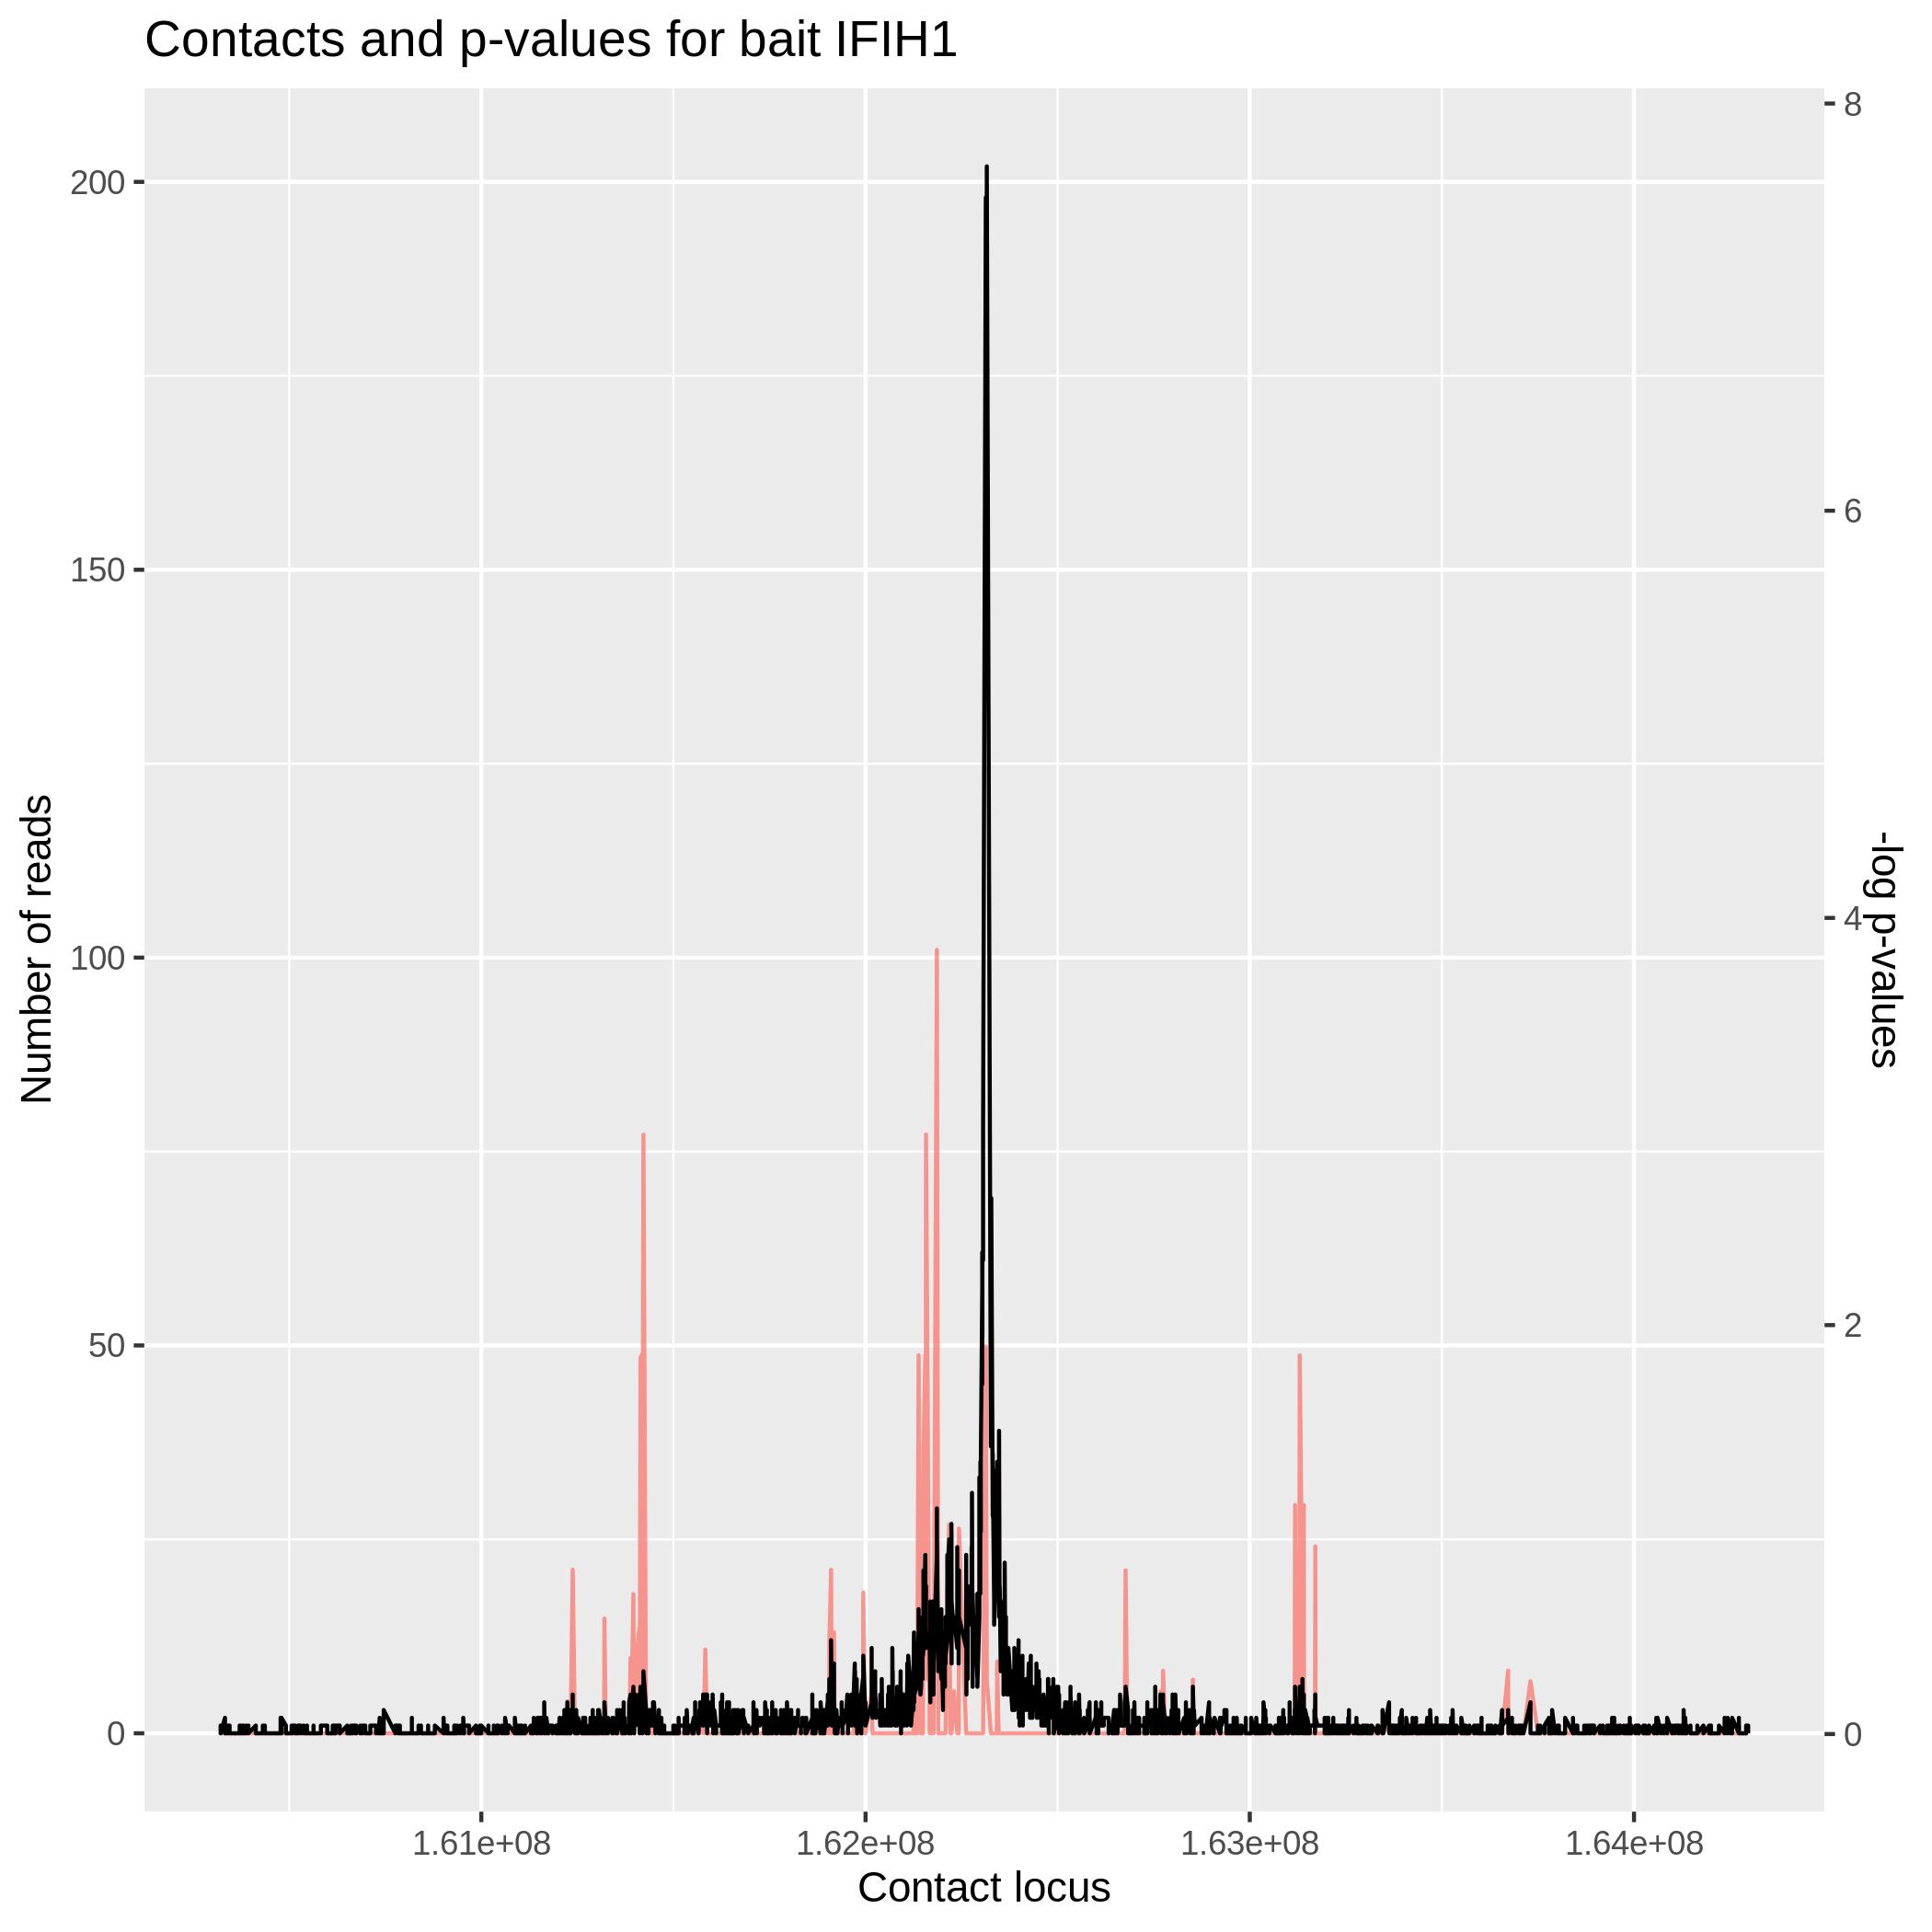 Contacts and p-values for bait IFIH1
200
150
100
50
0
8
6
4
2
0
Number of reads
-log p-values
1.61e+08
1.62e+08
1.63e+08
1.64e+08
Contact locus